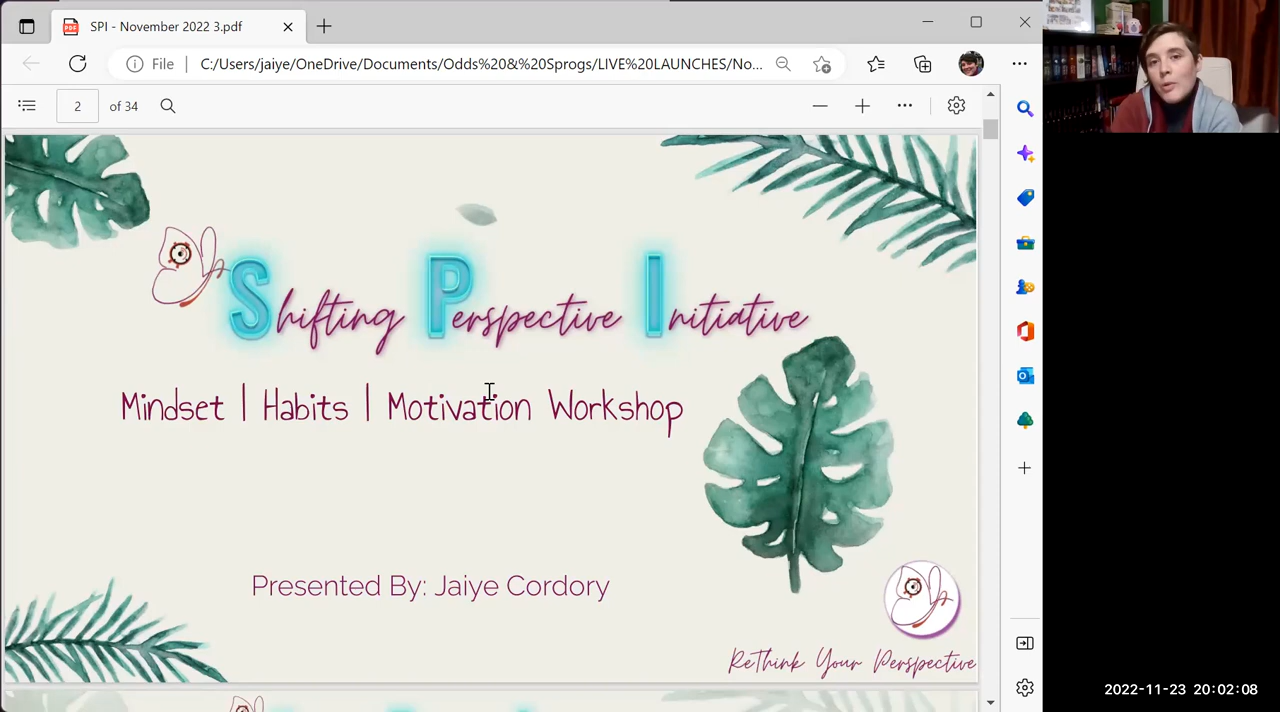 SPI - November 2022 3.pdf
File
C:/Users/jaiye/OneDrive/Documents/Odds%20&%20Sprogs/LIVE%20LAUNCHES/No...
2 of 34
Shifting Perspective Initiative
Mindset | Habits | Motivation Workshop
Presented By: Jaiye Cordory
ReThink Your Perspective
2022-11-23 20:02:08